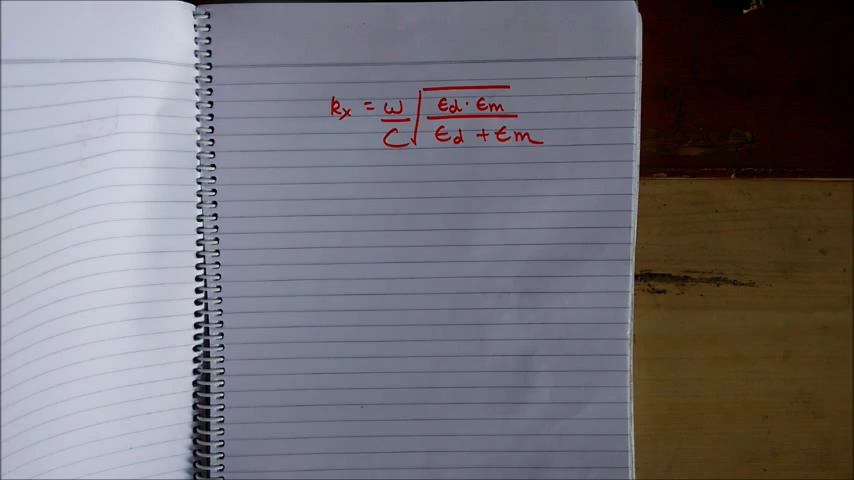 kx = ω/c √(εd · εm / εd + εm)